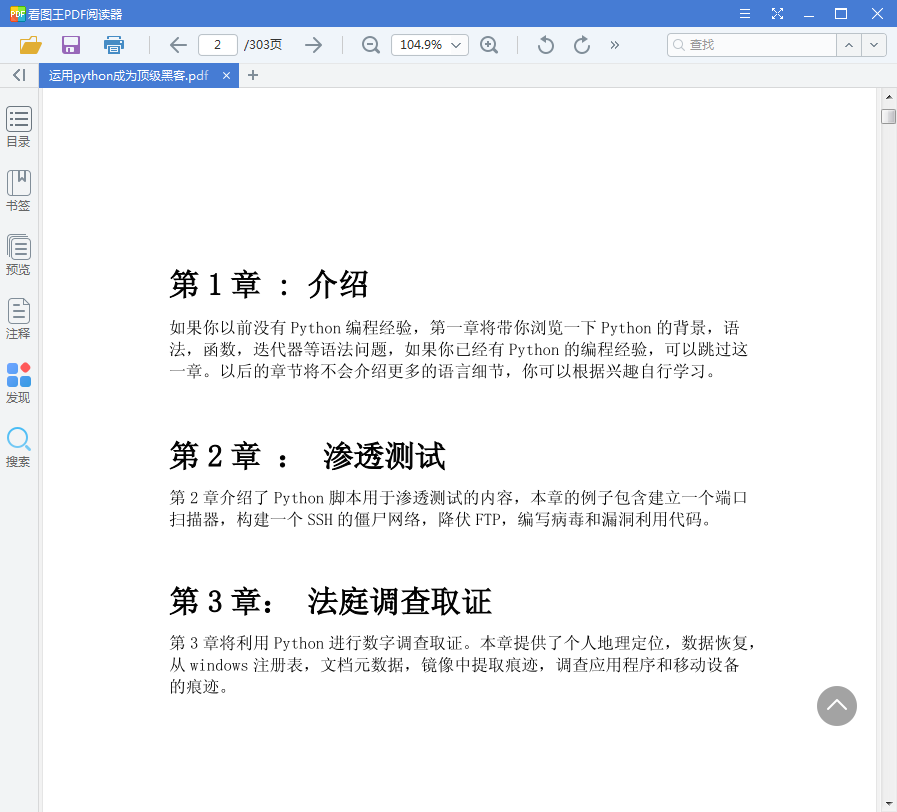 PDF 看图王PDF阅读器
2 /303页 104.9% 查找
运用python成为顶级黑客.pdf
目录
书签
预览
注释
发现
搜索
第 1 章 : 介绍
如果你以前没有 Python 编程经验，第一章将带你浏览一下 Python 的背景，语
法，函数，迭代器等语法问题，如果你已经有 Python 的编程经验，可以跳过这
一章。以后的章节将不会介绍更多的语言细节，你可以根据兴趣自行学习。
第 2 章 ： 渗透测试
第 2 章介绍了 Python 脚本用于渗透测试的内容，本章的例子包含建立一个端口
扫描器，构建一个 SSH 的僵尸网络，降伏 FTP，编写病毒和漏洞利用代码。
第 3 章： 法庭调查取证
第 3 章将利用 Python 进行数字调查取证。本章提供了个人地理定位，数据恢复，
从 windows 注册表，文档元数据，镜像中提取痕迹，调查应用程序和移动设备
的痕迹。